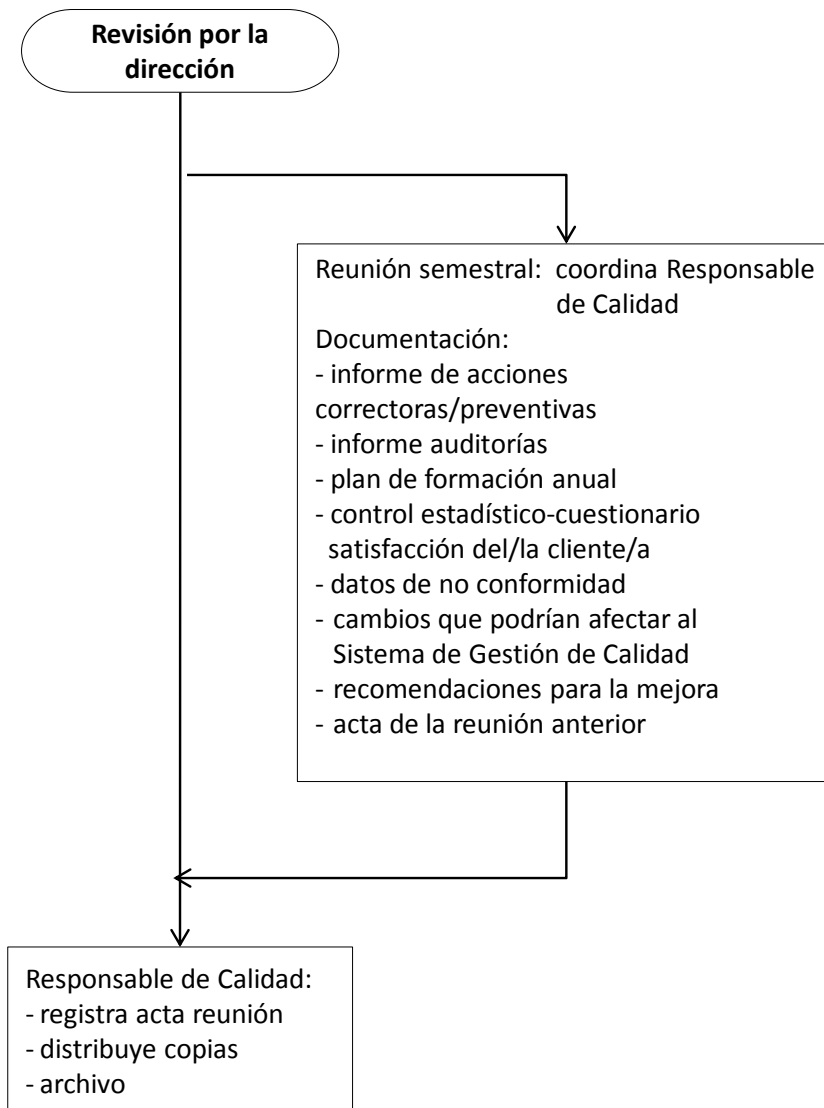 Revisión por la
dirección
Reunión semestral:  coordina Responsable
de Calidad
Documentación:
- informe de acciones
correctoras/preventivas
- informe auditorías
- plan de formación anual
- control estadístico-cuestionario
satisfacción del/la cliente/a
- datos de no conformidad
- cambios que podrían afectar al
Sistema de Gestión de Calidad
- recomendaciones para la mejora
- acta de la reunión anterior
Responsable de Calidad:
- registra acta reunión
- distribuye copias
- archivo